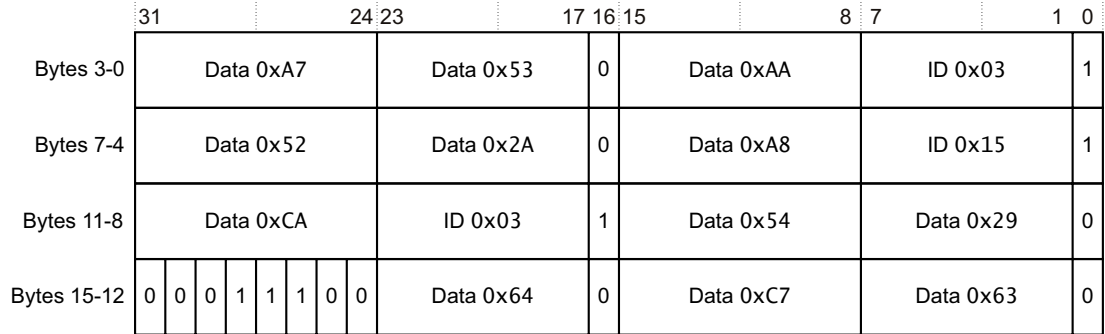 31 24 23 17 16 15 8 7 1 0
Bytes 3-0 Data 0xA7 Data 0x53 0 Data 0xAA ID 0x03 1
Bytes 7-4 Data 0x52 Data 0x2A 0 Data 0xA8 ID 0x15 1
Bytes 11-8 Data 0xCA ID 0x03 1 Data 0x54 Data 0x29 0
Bytes 15-12 0 0 0 1 1 1 0 0 Data 0x64 0 Data 0xC7 Data 0x63 0